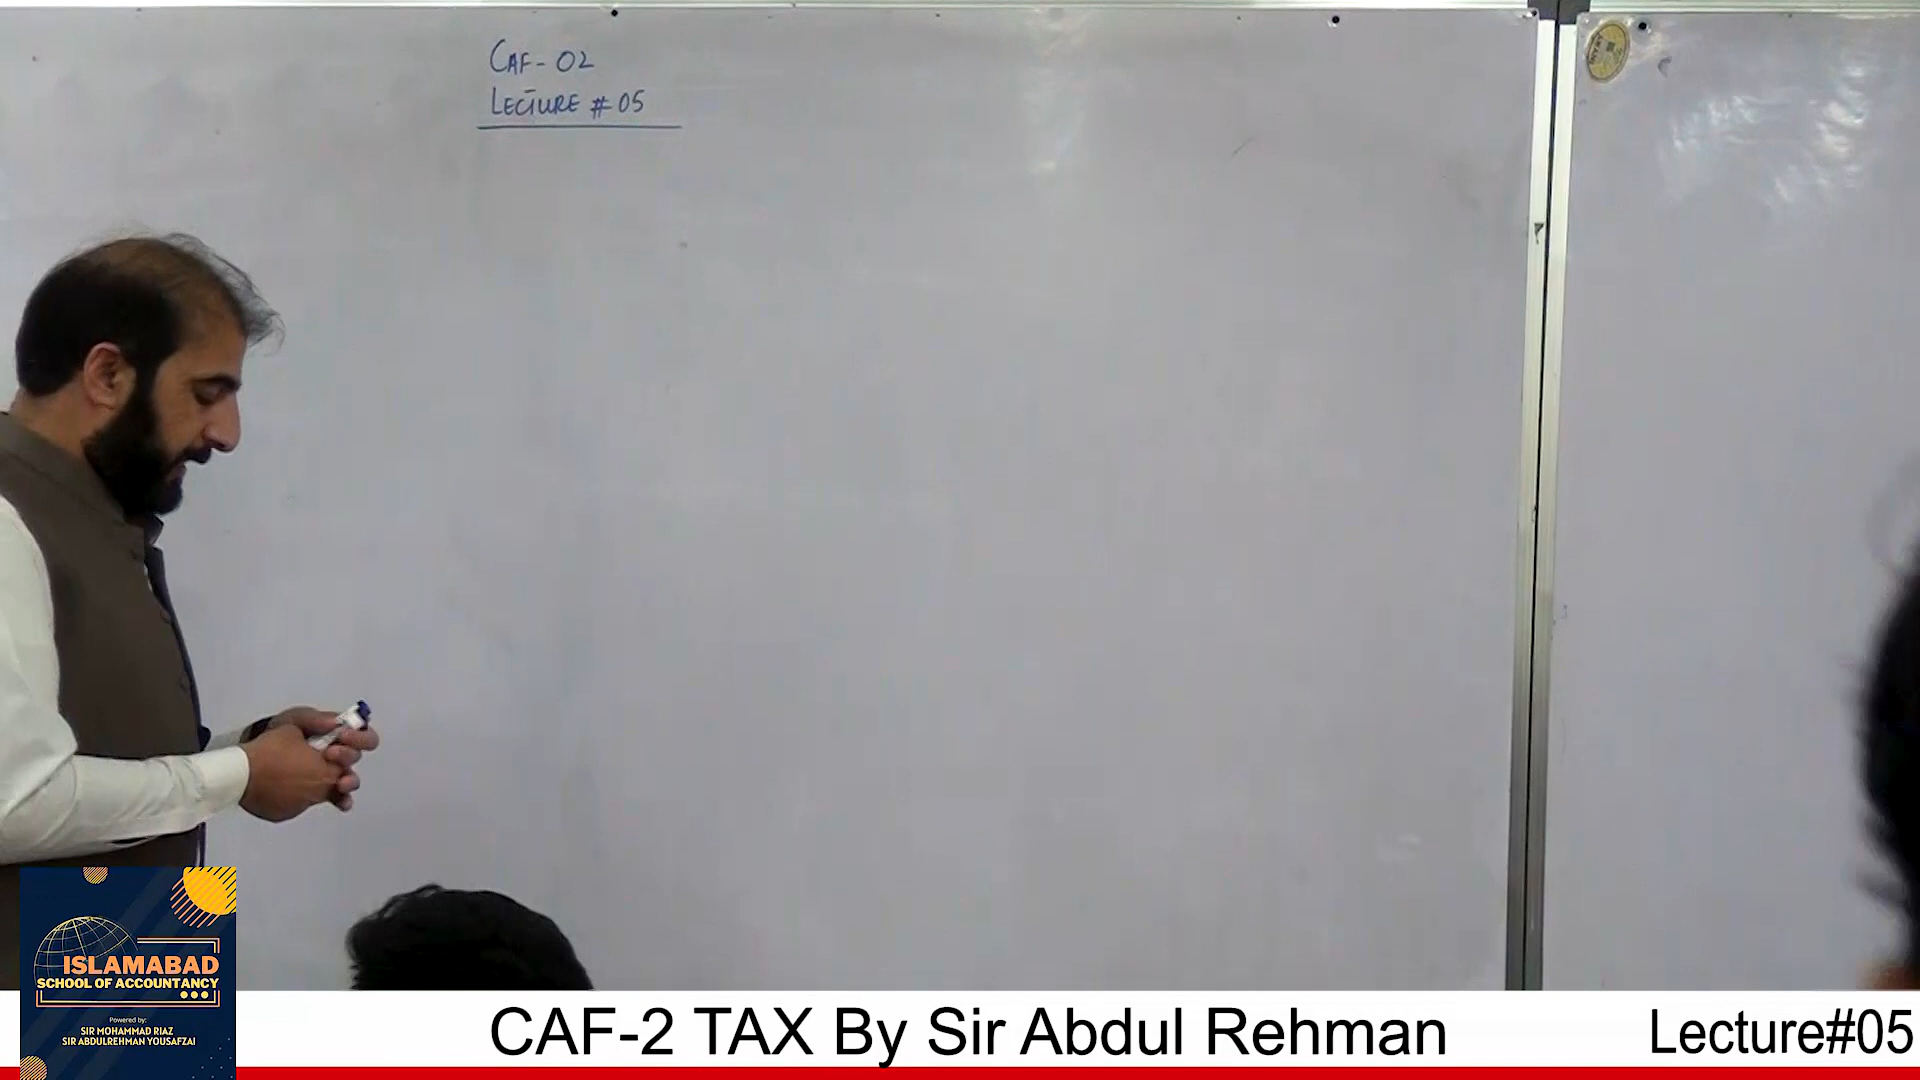 CAF-02
LECTURE #05
ISLAMABAD
SCHOOL OF ACCOUNTANCY
Powered by:
SIR MOHAMMAD RIAZ
SIR ABDULREHMAN YOUSAFZAI
CAF-2 TAX By Sir Abdul Rehman
Lecture#05